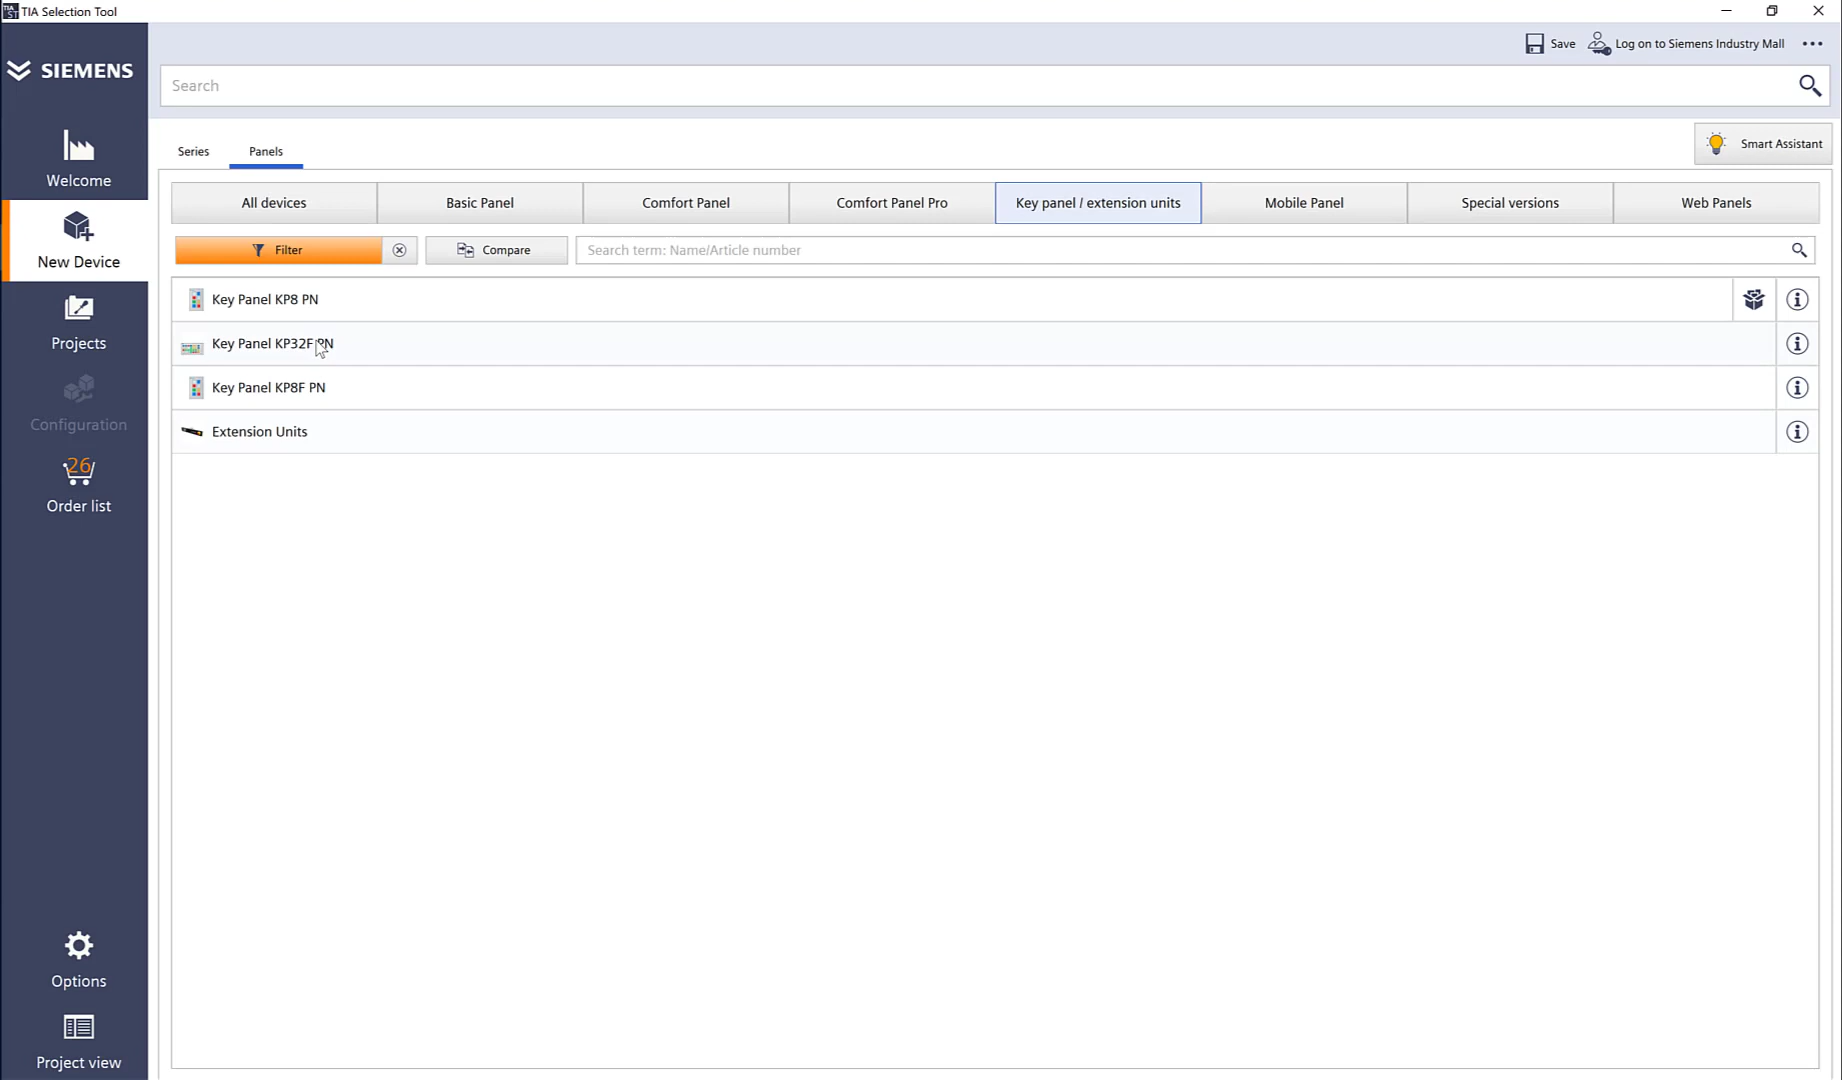 TIA Selection Tool
Save
Log on to Siemens Industry Mall
SIEMENS
Search
Series
Panels
Smart Assistant
Welcome
New Device
Projects
Configuration
26
Order list
Options
Project view
All devices
Basic Panel
Comfort Panel
Comfort Panel Pro
Key panel / extension units
Mobile Panel
Special versions
Web Panels
Filter
Compare
Search term: Name/Article number
Key Panel KP8 PN
Key Panel KP32F PN
Key Panel KP8F PN
Extension Units